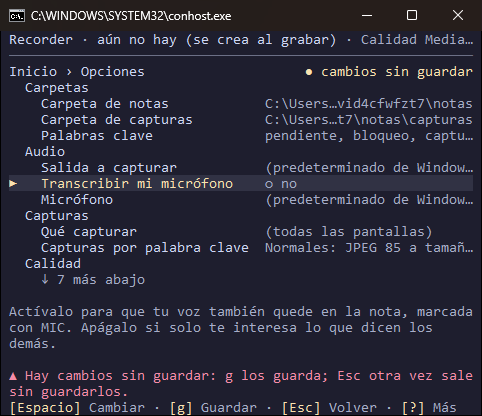 C:\WINDOWS\SYSTEM32\conhost.exe
Recorder · aún no hay (se crea al grabar) · Calidad Media…
Inicio › Opciones ● cambios sin guardar
Carpetas
Carpeta de notas C:\Users…vid4cfwfzt7\notas
Carpeta de capturas C:\Users…t7\notas\capturas
Palabras clave pendiente, bloqueo, captu…
Audio
Salida a capturar (predeterminado de Window…
► Transcribir mi micrófono o no
Micrófono (predeterminado de Window…
Capturas
Qué capturar (todas las pantallas)
Capturas por palabra clave Normales: JPEG 85 a tamañ…
Calidad
↓ 7 más abajo
Actívalo para que tu voz también quede en la nota, marcada
con MIC. Apágalo si solo te interesa lo que dicen los
demás.
▲ Hay cambios sin guardar: g los guarda; Esc otra vez sale
sin guardarlos.
[Espacio] Cambiar · [g] Guardar · [Esc] Volver · [?] Más